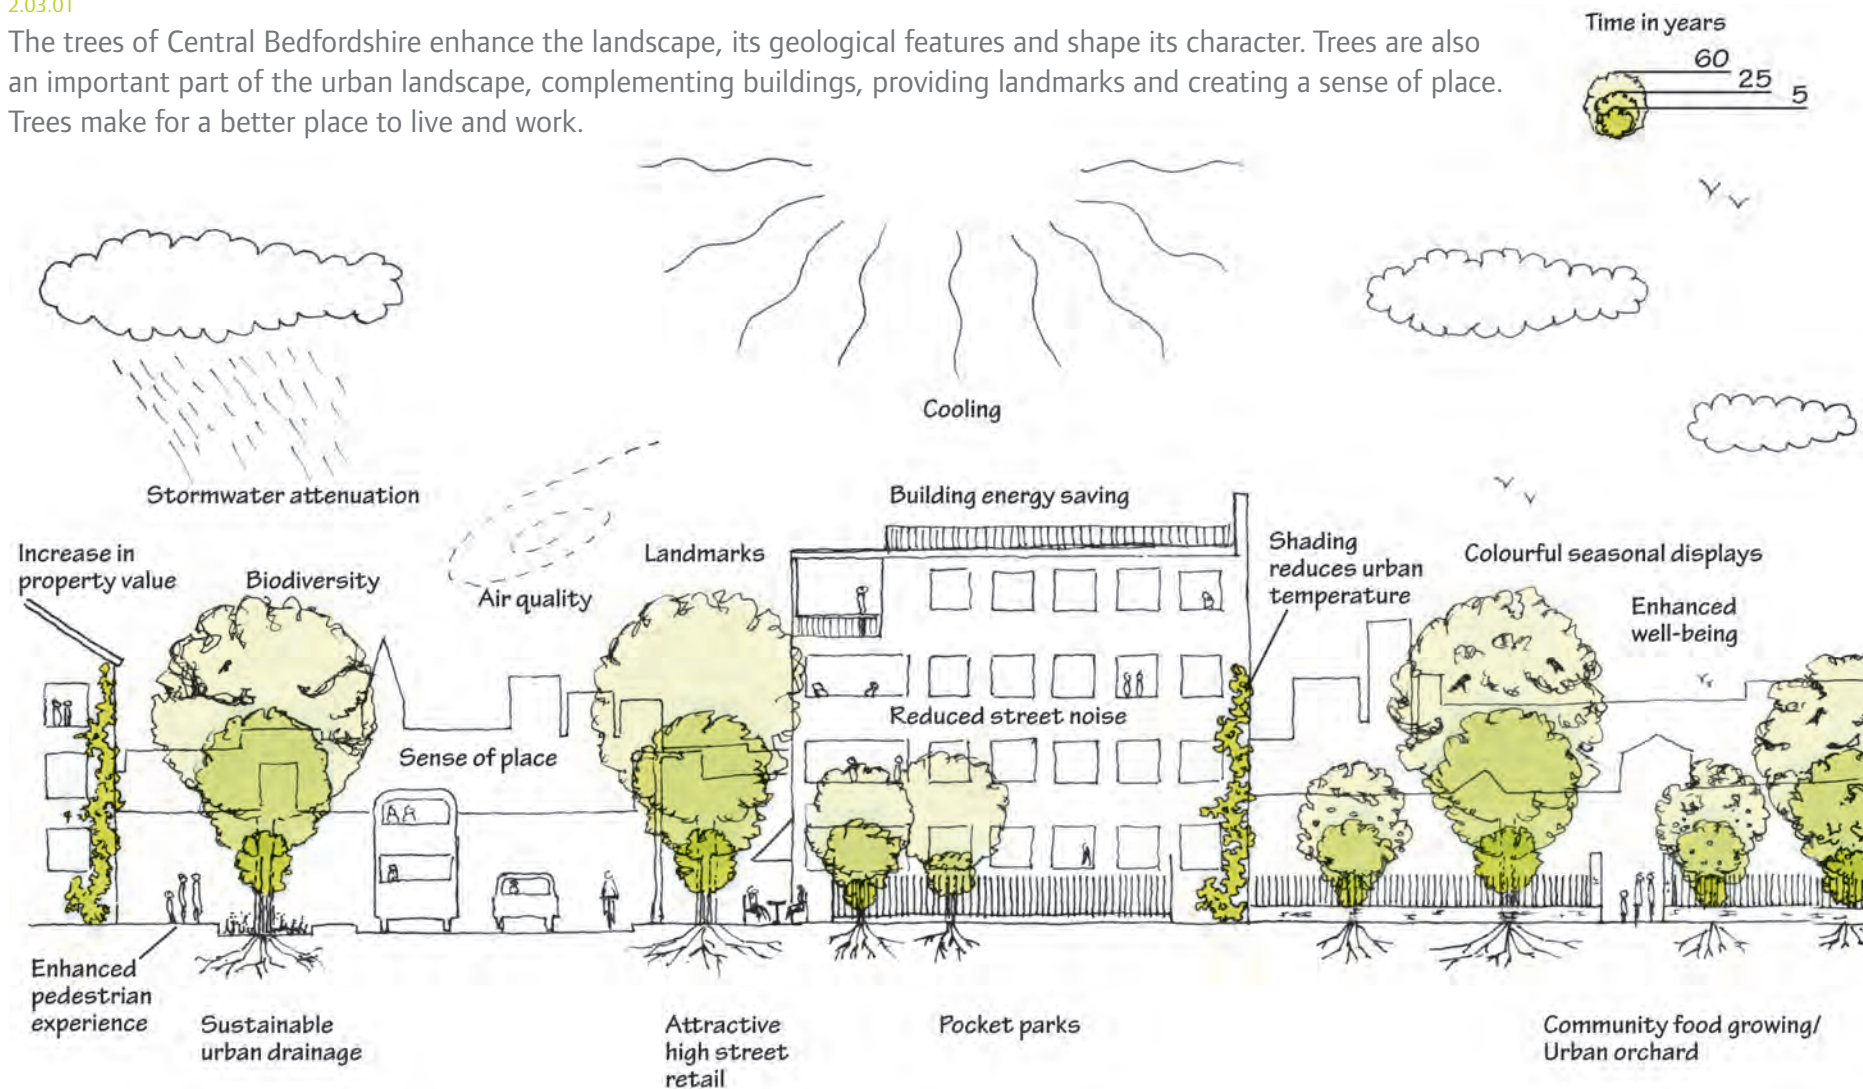 2.03.01
The trees of Central Bedfordshire enhance the landscape, its geological features and shape its character. Trees are also
an important part of the urban landscape, complementing buildings, providing landmarks and creating a sense of place.
Trees make for a better place to live and work.
Time in years
60
25
5
Cooling
Stormwater attenuation
Building energy saving
Increase in
property value
Biodiversity
Air quality
Landmarks
Shading
reduces urban
temperature
Colourful seasonal displays
Enhanced
well-being
Reduced street noise
Sense of place
Enhanced
pedestrian
experience
Sustainable
urban drainage
Attractive
high street
retail
Pocket parks
Community food growing/
Urban orchard